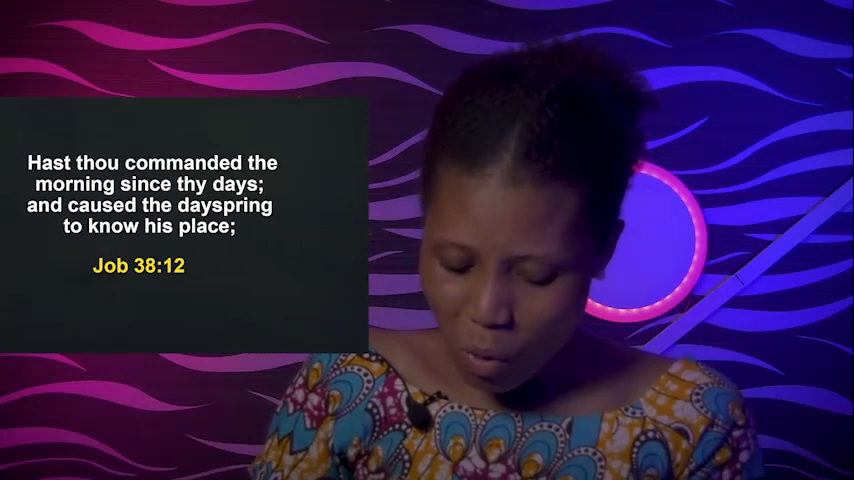 Hast thou commanded the
morning since thy days;
and caused the dayspring
to know his place;
Job 38:12